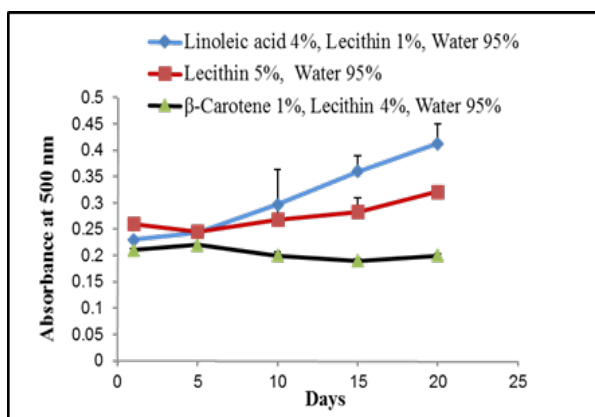 Linoleic acid 4%, Lecithin 1%, Water 95%
Lecithin 5%, Water 95%
β-Carotene 1%, Lecithin 4%, Water 95%
Absorbance at 500 nm
0.5
0.45
0.4
0.35
0.3
0.25
0.2
0.15
0.1
0.05
0
0 5 10 15 20 25
Days